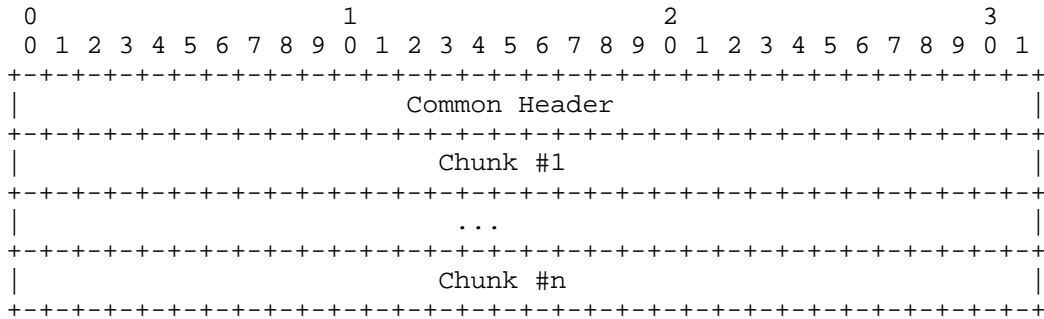 0                   1                   2                   3
 0 1 2 3 4 5 6 7 8 9 0 1 2 3 4 5 6 7 8 9 0 1 2 3 4 5 6 7 8 9 0 1
+-+-+-+-+-+-+-+-+-+-+-+-+-+-+-+-+-+-+-+-+-+-+-+-+-+-+-+-+-+-+-+-+
|                        Common Header                          |
+-+-+-+-+-+-+-+-+-+-+-+-+-+-+-+-+-+-+-+-+-+-+-+-+-+-+-+-+-+-+-+-+
|                          Chunk #1                             |
+-+-+-+-+-+-+-+-+-+-+-+-+-+-+-+-+-+-+-+-+-+-+-+-+-+-+-+-+-+-+-+-+
|                           ...                                 |
+-+-+-+-+-+-+-+-+-+-+-+-+-+-+-+-+-+-+-+-+-+-+-+-+-+-+-+-+-+-+-+-+
|                          Chunk #n                             |
+-+-+-+-+-+-+-+-+-+-+-+-+-+-+-+-+-+-+-+-+-+-+-+-+-+-+-+-+-+-+-+-+